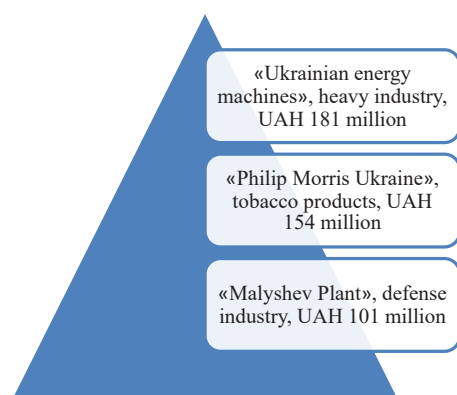 «Ukrainian energy
machines», heavy industry,
UAH 181 million
«Philip Morris Ukraine»,
tobacco products, UAH
154 million
«Malyshev Plant», defense
industry, UAH 101 million